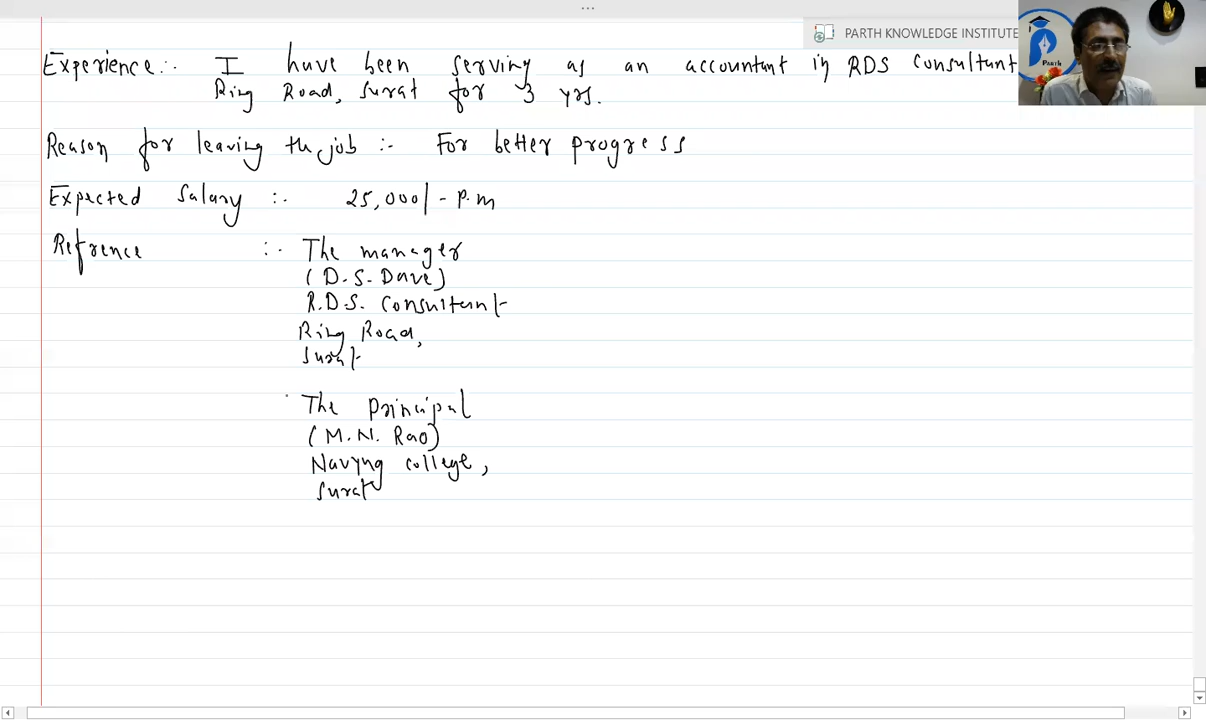 PARTH KNOWLEDGE INSTITUTE
Parth
Experience :- I have been serving as an accountant in RDS Consultant
Ring Road, Surat for 3 yrs.
Reason for leaving the job :- For better progress
Expected Salary :- 25,000/- P.m
Refrence :- The manager
(D.S. Dave)
R.D.S. Consultant
Ring Road,
Surat
The Principal
(M.N. Rao)
Navyug college,
Surat